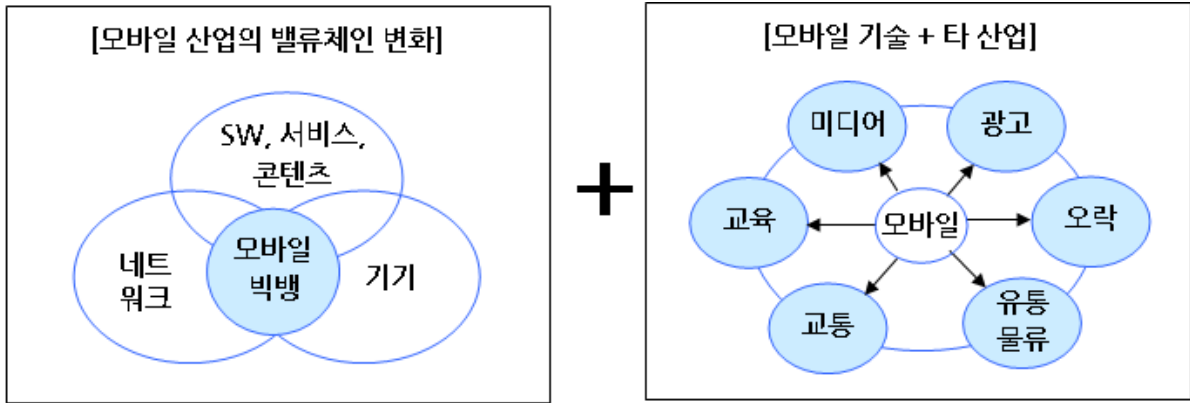 [모바일 산업의 밸류체인 변화]
SW, 서비스,
콘텐츠
네트
워크
모바일
빅뱅
기기
+
[모바일 기술 + 타 산업]
미디어
광고
교육
모바일
오락
교통
유통
물류